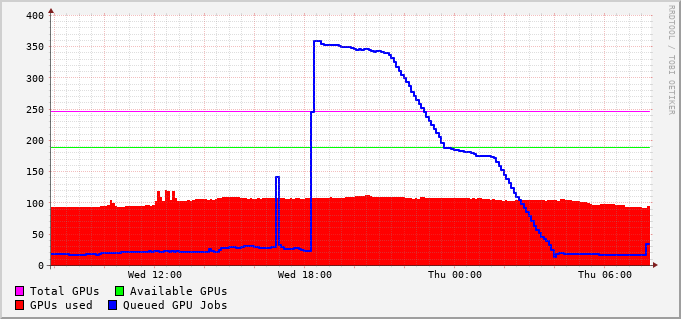 400
350
300
250
200
150
100
50
0
Wed 12:00 Wed 18:00 Thu 00:00 Thu 06:00
Total GPUs Available GPUs
GPUs used Queued GPU Jobs
RRDTOOL / TOBI OETIKER